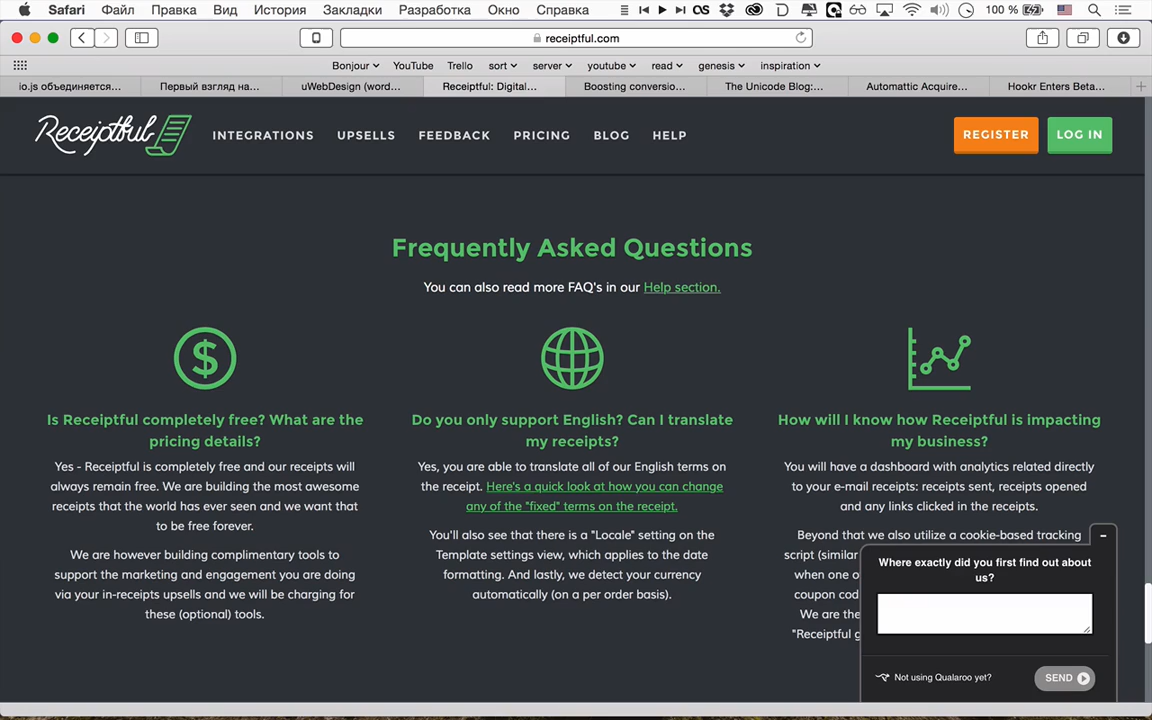 Safari Файл Правка Вид История Закладки Разработка Окно Справка 100 %
receiptful.com
Bonjour YouTube Trello sort server youtube read genesis inspiration
io.js объединяется... Первый взгляд на... uWebDesign (word... Receiptful: Digital... Boosting conversio... The Unicode Blog:... Automattic Acquire... Hookr Enters Beta...
Receiptful INTEGRATIONS UPSELLS FEEDBACK PRICING BLOG HELP REGISTER LOG IN
Frequently Asked Questions
You can also read more FAQ's in our Help section.
Is Receiptful completely free? What are the
pricing details?
Yes - Receiptful is completely free and our receipts will
always remain free. We are building the most awesome
receipts that the world has ever seen and we want that
to be free forever.
We are however building complimentary tools to
support the marketing and engagement you are doing
via your in-receipts upsells and we will be charging for
these (optional) tools.
Do you only support English? Can I translate
my receipts?
Yes, you are able to translate all of our English terms on
the receipt. Here's a quick look at how you can change
any of the "fixed" terms on the receipt.
You'll also see that there is a "Locale" setting on the
Template settings view, which applies to the date
formatting. And lastly, we detect your currency
automatically (on a per order basis).
How will I know how Receiptful is impacting
my business?
You will have a dashboard with analytics related directly
to your e-mail receipts: receipts sent, receipts opened
and any links clicked in the receipts.
Beyond that we also utilize a cookie-based tracking
script (similar
when one o
coupon cod
We are the
"Receiptful g
Where exactly did you first find out about
us?
Not using Qualaroo yet? SEND